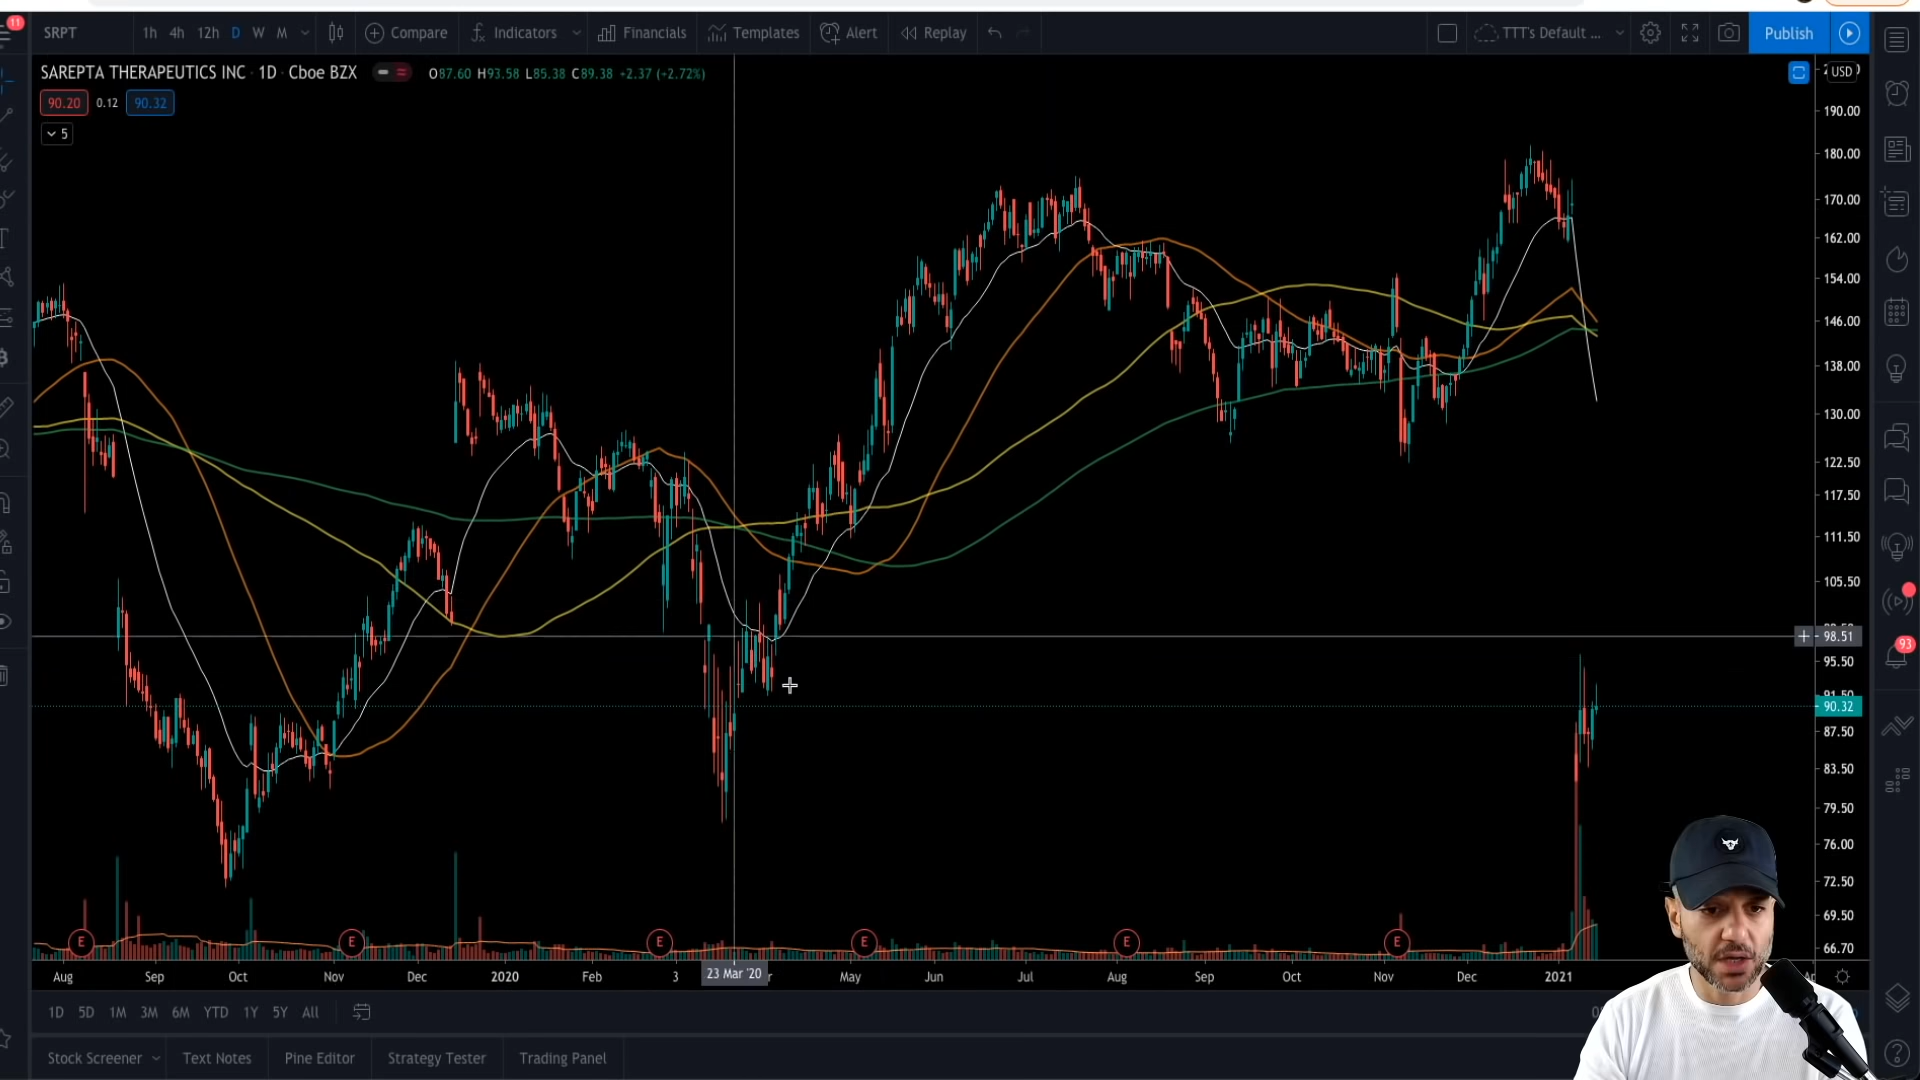 11
SRPT
1h 4h 12h D W M
Compare
Indicators
Financials
Templates
Alert
Replay
TTT's Default ...
Publish
SAREPTA THERAPEUTICS INC · 1D · Cboe BZX
O87.60 H93.58 L85.38 C89.38 +2.37 (+2.72%)
USD
90.20 0.12 90.32
5
190.00
180.00
170.00
162.00
154.00
146.00
138.00
130.00
122.50
117.50
111.50
105.50
98.51
95.50
91.50
90.32
87.50
83.50
79.50
76.00
72.50
69.50
66.70
93
E E E E E E
Aug Sep Oct Nov Dec 2020 Feb 3 23 Mar '20 May Jun Jul Aug Sep Oct Nov Dec 2021
1D 5D 1M 3M 6M YTD 1Y 5Y All
Stock Screener Text Notes Pine Editor Strategy Tester Trading Panel